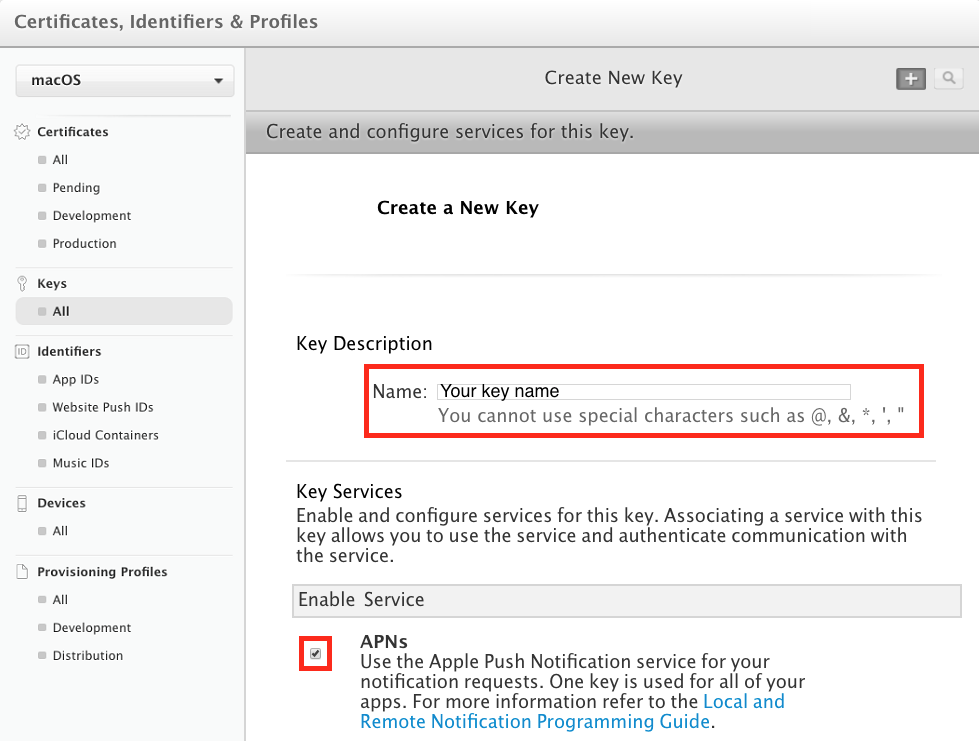 Certificates, Identifiers & Profiles
macOS
Certificates
All
Pending
Development
Production
Keys
All
Identifiers
ID
App IDs
Website Push IDs
iCloud Containers
Music IDs
Devices
All
Provisioning Profiles
All
Development
Distribution
Create New Key
Create and configure services for this key.
Create a New Key
Key Description
Name: Your key name
You cannot use special characters such as @, &, *, ', "
Key Services
Enable and configure services for this key. Associating a service with this
key allows you to use the service and authenticate communication with
the service.
Enable Service
APNs
Use the Apple Push Notification service for your
notification requests. One key is used for all of your
apps. For more information refer to the Local and
Remote Notification Programming Guide.